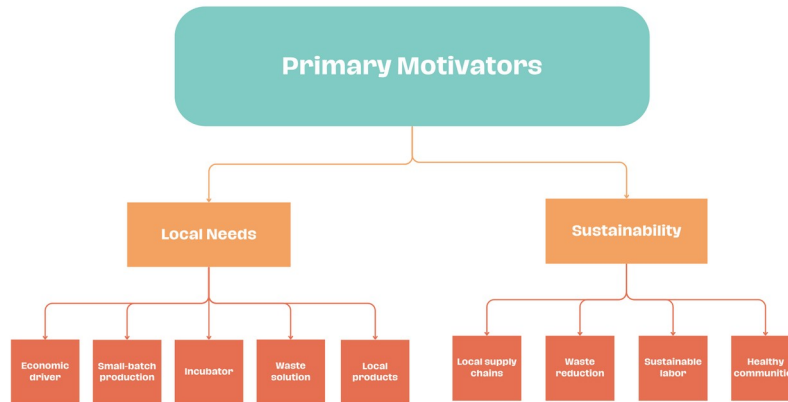 Primary Motivators
Local Needs
Sustainability
Economic
driver
Small-batch
production
Incubator
Waste
solution
Local
products
Local supply
chains
Waste
reduction
Sustainable
labor
Healthy